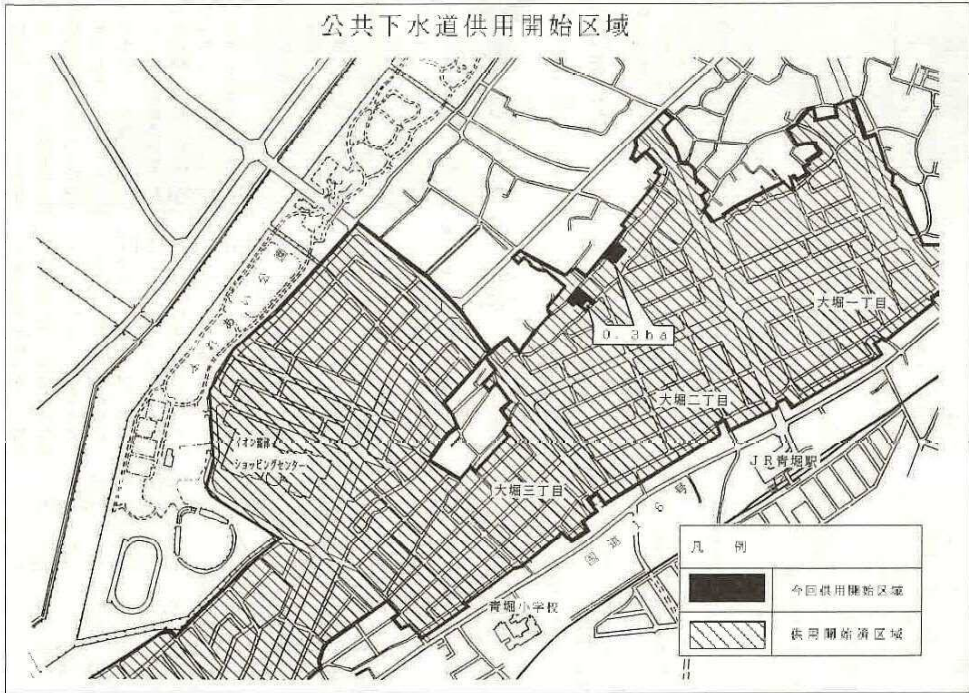 公共下水道供用開始区域
ふれあい公園
大堀一丁目
0.3ha
大堀二丁目
イオン富津
ショッピングセンター
大堀三丁目
JR青堀駅
国道16号
青堀小学校
凡例
今回供用開始区域
供用開始済区域